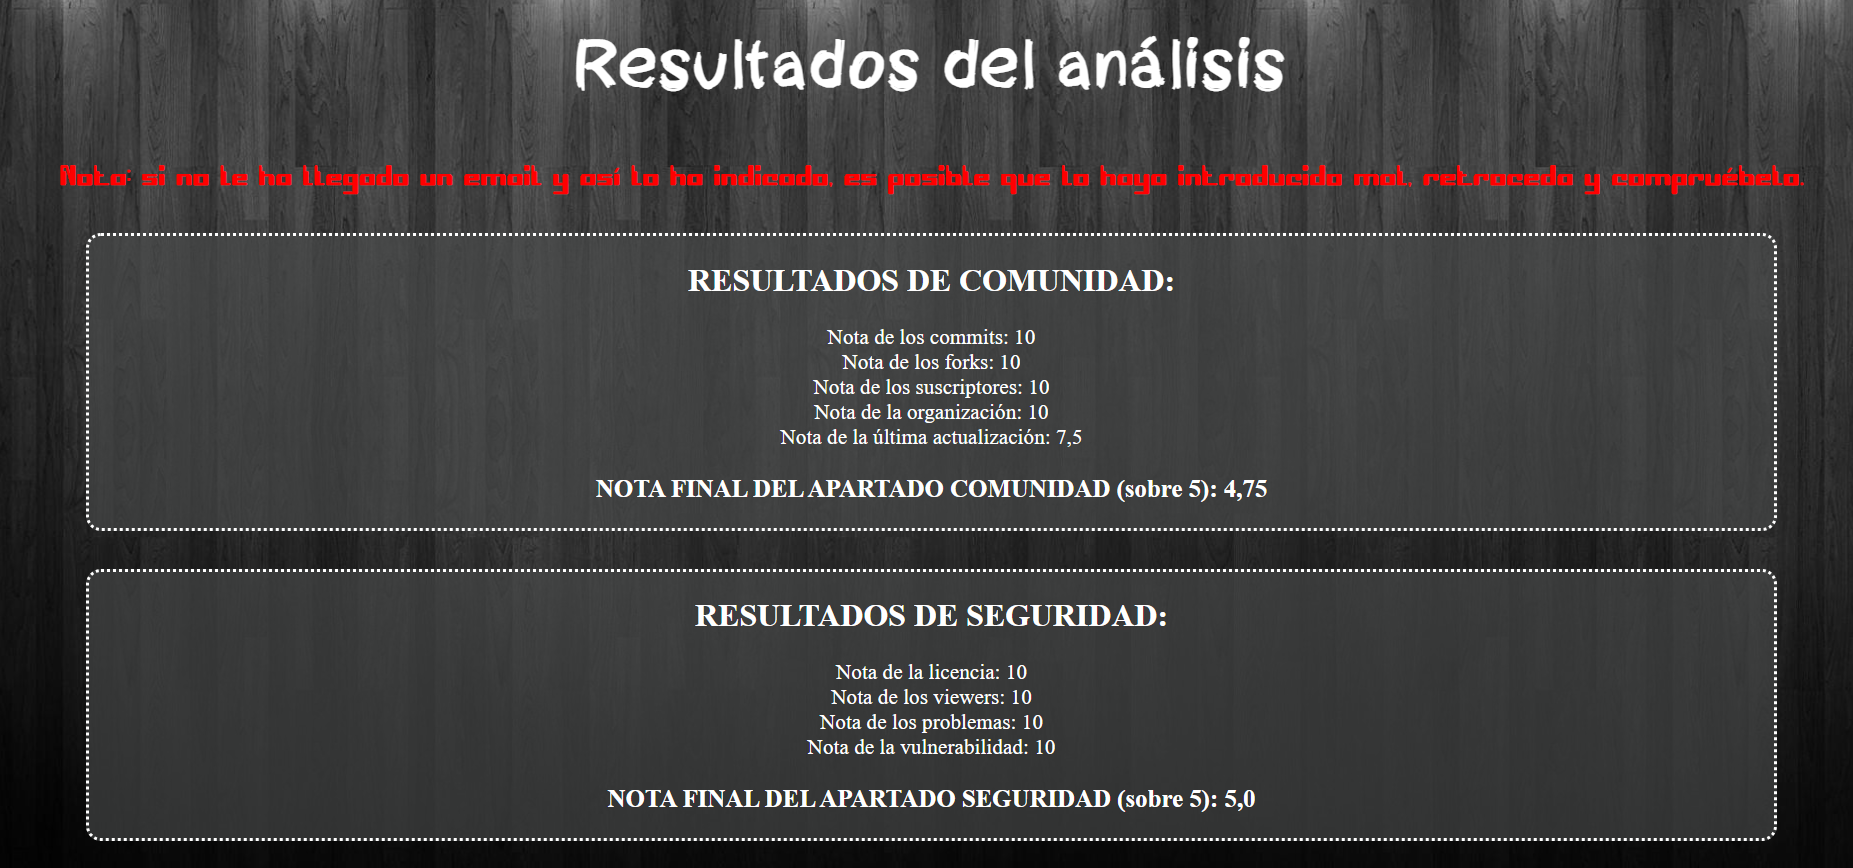 Resultados del análisis
Nota: si no le ha llegado un email y así lo ha indicado, es posible que lo haya introducido mal, retroceda y compruébelo.
RESULTADOS DE COMUNIDAD:
Nota de los commits: 10
Nota de los forks: 10
Nota de los suscriptores: 10
Nota de la organización: 10
Nota de la última actualización: 7,5
NOTA FINAL DEL APARTADO COMUNIDAD (sobre 5): 4,75
RESULTADOS DE SEGURIDAD:
Nota de la licencia: 10
Nota de los viewers: 10
Nota de los problemas: 10
Nota de la vulnerabilidad: 10
NOTA FINAL DEL APARTADO SEGURIDAD (sobre 5): 5,0